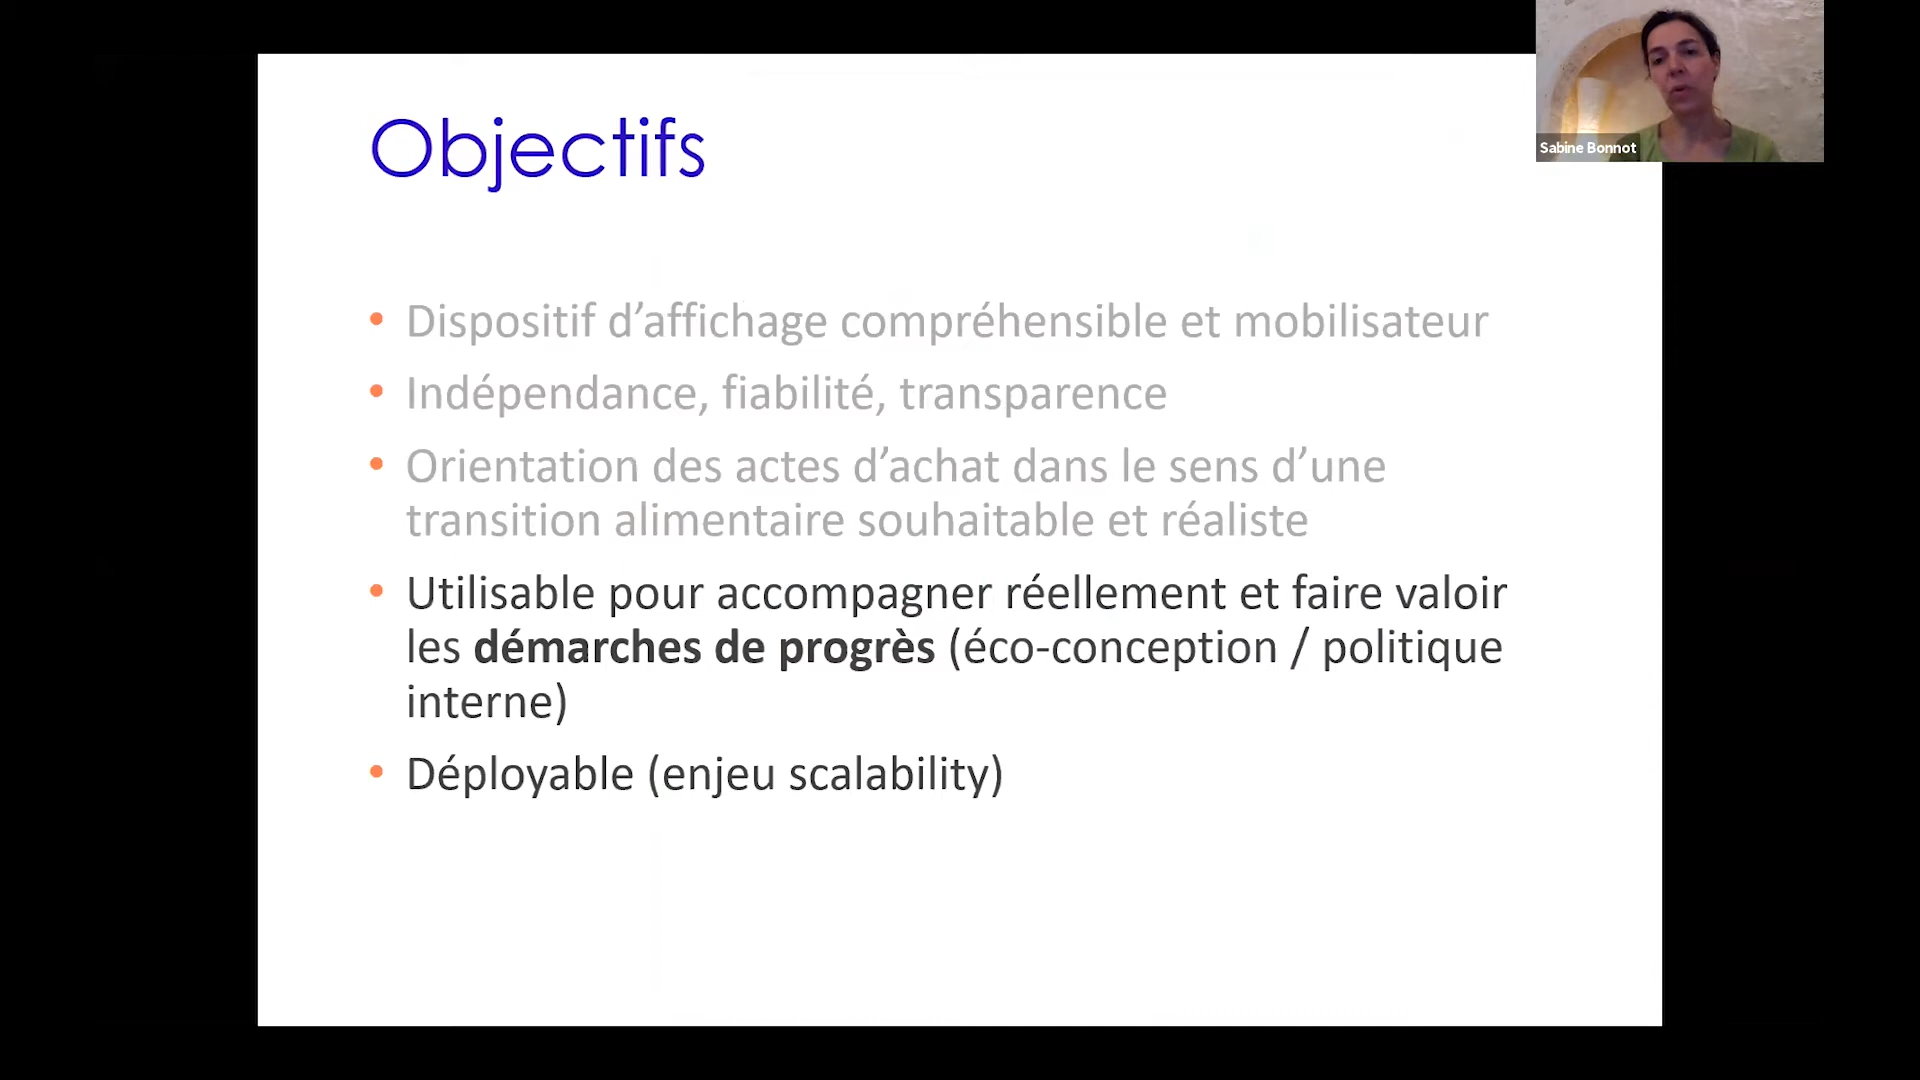 Objectifs
Sabine Bonnot
• Dispositif d’affichage compréhensible et mobilisateur
• Indépendance, fiabilité, transparence
• Orientation des actes d’achat dans le sens d’une
transition alimentaire souhaitable et réaliste
• Utilisable pour accompagner réellement et faire valoir
les démarches de progrès (éco-conception / politique
interne)
• Déployable (enjeu scalability)